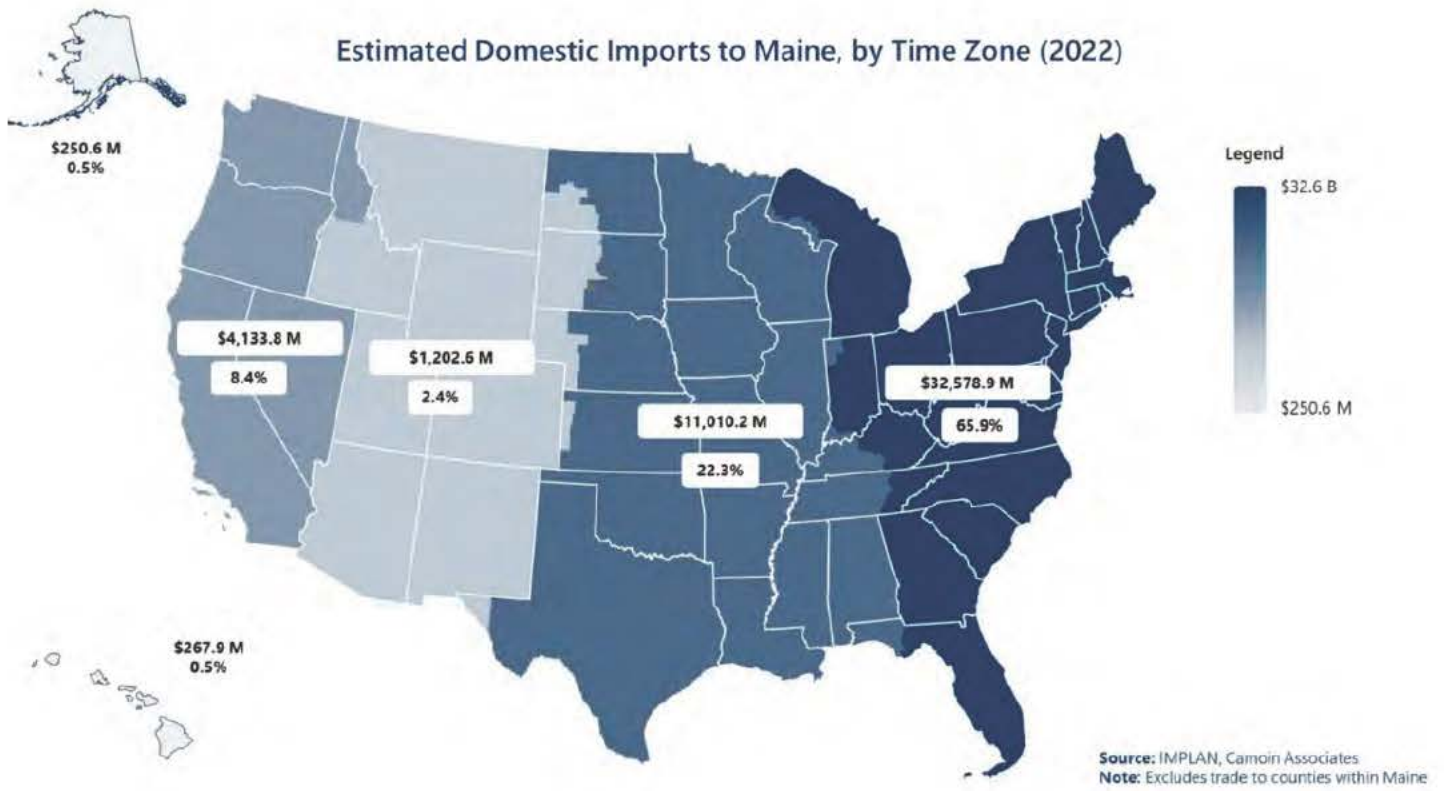 Estimated Domestic Imports to Maine, by Time Zone (2022)
$250.6 M
0.5%
Legend
$32.6 B
$250.6 M
$4,133.8 M
8.4%
$1,202.6 M
2.4%
$11,010.2 M
22.3%
$32,578.9 M
65.9%
$267.9 M
0.5%
Source: IMPLAN, Camoin Associates
Note: Excludes trade to counties within Maine